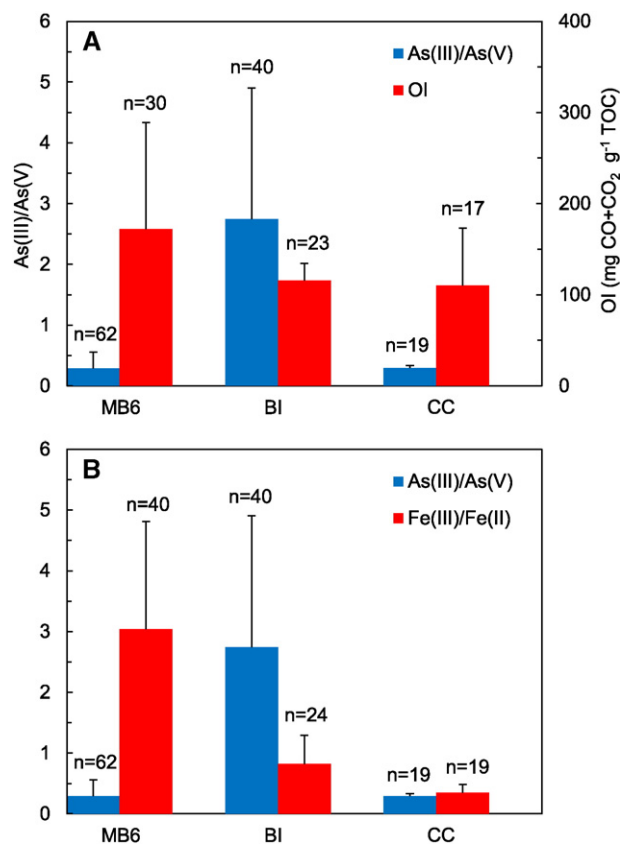 A
As(III)/As(V)
OI
n=30
n=40
n=23
n=17
n=62
n=19
6
5
4
3
2
1
0
400
300
200
100
0
As(III)/As(V)
OI (mg CO+CO₂ g⁻¹ TOC)
MB6 BI CC
B
As(III)/As(V)
Fe(III)/Fe(II)
n=40
n=40
n=24
n=62
n=19
n=19
6
5
4
3
2
1
0
MB6 BI CC